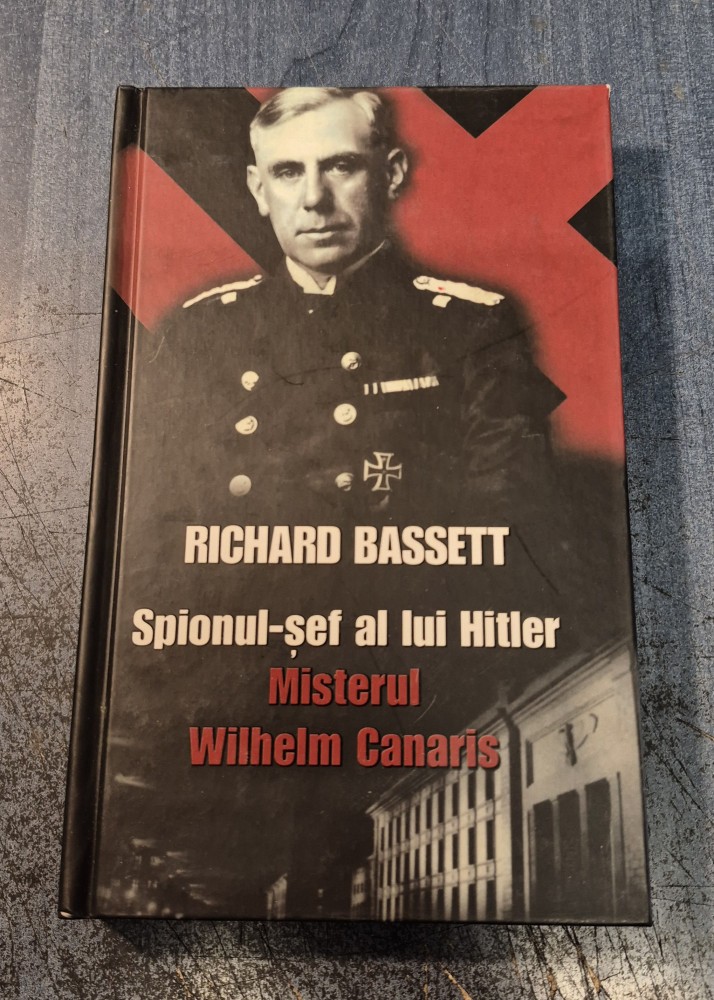 RICHARD BASSETT
Spionul-șef al lui Hitler
Misterul
Wilhelm Canaris